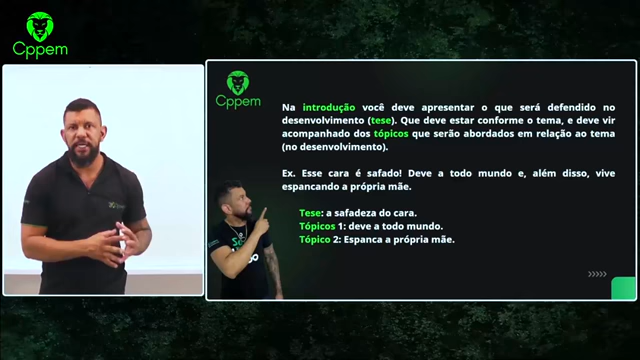 Cppem
Cppem
Na introdução você deve apresentar o que será defendido no
desenvolvimento (tese). Que deve estar conforme o tema, e deve vir
acompanhado dos tópicos que serão abordados em relação ao tema
(no desenvolvimento).
Ex. Esse cara é safado! Deve a todo mundo e, além disso, vive
espancando a própria mãe.
Tese: a safadeza do cara.
Tópicos 1: deve a todo mundo.
Tópico 2: Espanca a própria mãe.